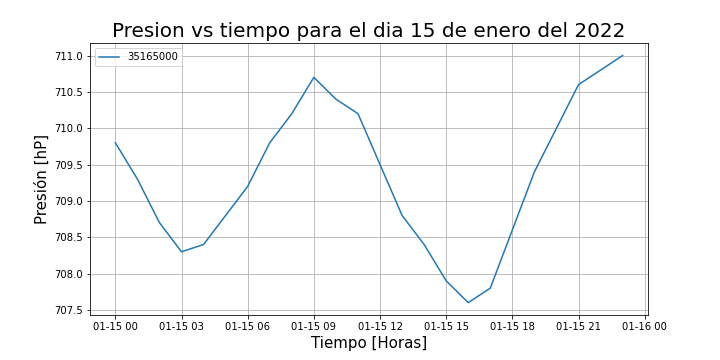 Presion vs tiempo para el dia 15 de enero del 2022
35165000
711.0
710.5
710.0
709.5
709.0
708.5
708.0
707.5
Presión [hP]
01-15 00 01-15 03 01-15 06 01-15 09 01-15 12 01-15 15 01-15 18 01-15 21 01-16 00
Tiempo [Horas]